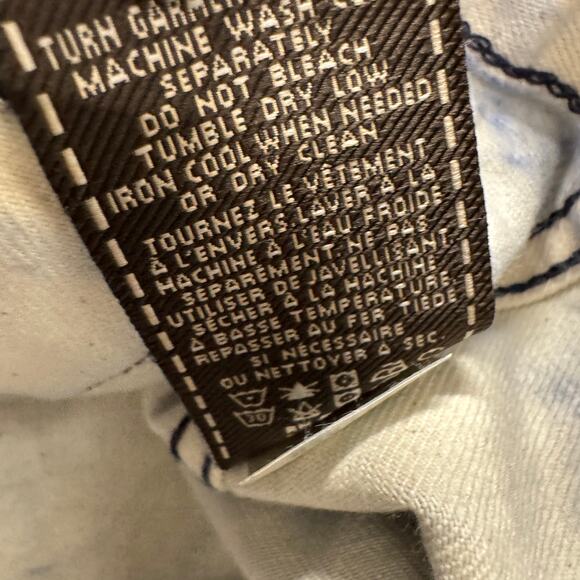 TURN GARMEN
MACHINE WASH
SEPARATELY
DO NOT BLEACH
TUMBLE DRY LOW
IRON COOL WHEN NEEDED
OR DRY CLEAN
TOURNEZ LE VÊTEMENT
À L'ENVERS LAVER À LA
MACHINE À L'EAU FROIDE
SÉPARÉMENT NE PAS
UTILISER DE JAVELLISANT,
SÉCHER À LA MACHINE
À BASSE TEMPÉRATURE,
REPASSER AU FER TIÈDE
SI NÉCESSAIRE
OU NETTOYER À SEC.
30